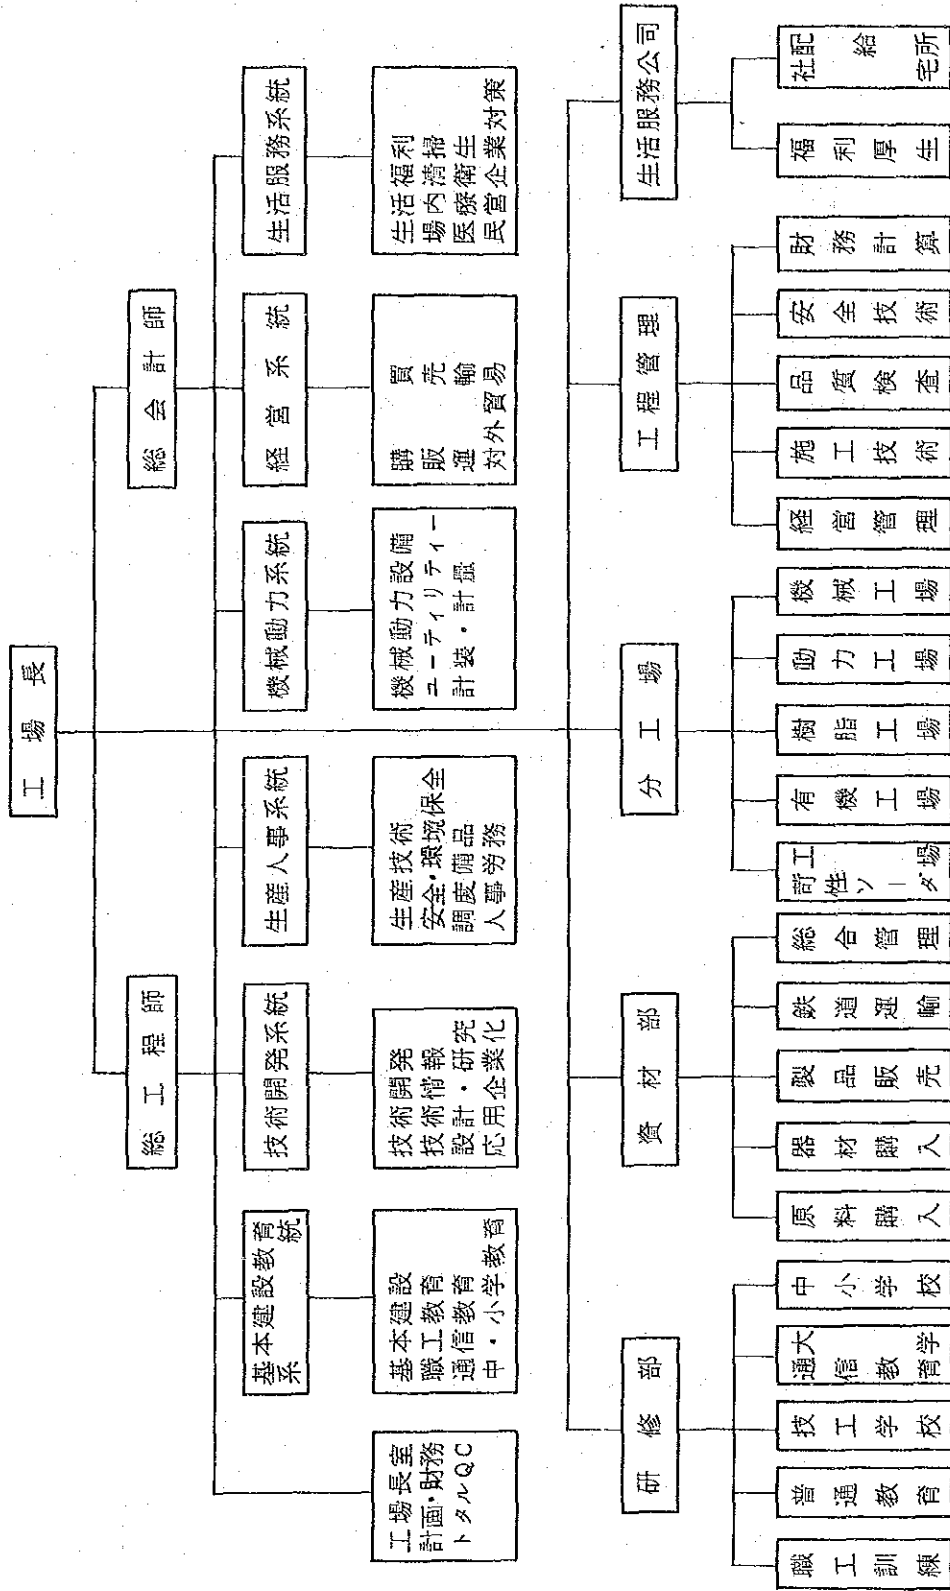 工場長
総工程師
総会計師
基本建設教育系統
技術開発系統
生産人事系統
機械動力系統
経営系統
生活服務系統
工場長室
計画・財務
トタルQC
基本建設
職工教育
通信教育
中・小学教育
技術開発
技術情報
設計・研究
応用企業化
生産技術
安全・環境保全
調度備品
人事労務
機械動力設備
ユーティリティー
計装・計量
購買
販売
運輸
対外貿易
生活福利
場内清掃
医療衛生
民営企業対策
研修部
資材部
分工場
工程管理
生活服務公司
職工訓練
普通教育
技工学校
通信教育
大学
中小学校
原料購入
器材購入
製品販売
鉄道運輸
総合管理
苛性ソーダ
工場
有機工場
樹脂工場
動力工場
機械工場
経営管理
施工技術
品質検査
安全技術
財務計算
福利厚生
社宅
配給所